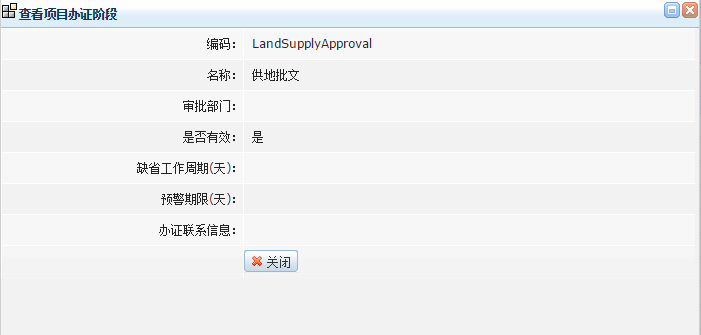 查看项目办证阶段
编码： LandSupplyApproval
名称： 供地批文
审批部门：
是否有效： 是
缺省工作周期(天)：
预警期限(天)：
办证联系信息：
关闭